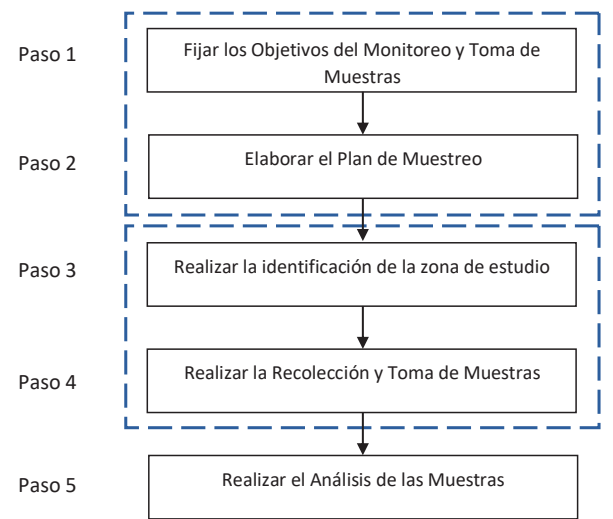 Paso 1
Fijar los Objetivos del Monitoreo y Toma de
Muestras
Paso 2
Elaborar el Plan de Muestreo
Paso 3
Realizar la identificación de la zona de estudio
Paso 4
Realizar la Recolección y Toma de Muestras
Paso 5
Realizar el Análisis de las Muestras